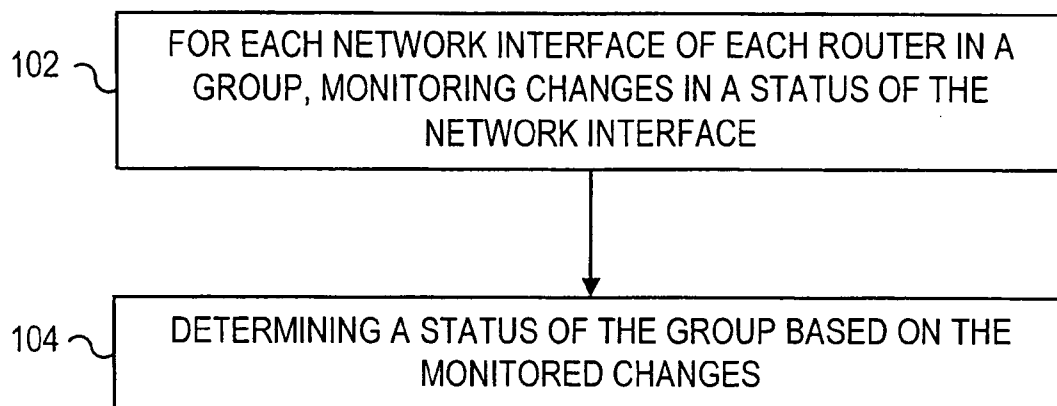 102
FOR EACH NETWORK INTERFACE OF EACH ROUTER IN A
GROUP, MONITORING CHANGES IN A STATUS OF THE
NETWORK INTERFACE
104
DETERMINING A STATUS OF THE GROUP BASED ON THE
MONITORED CHANGES